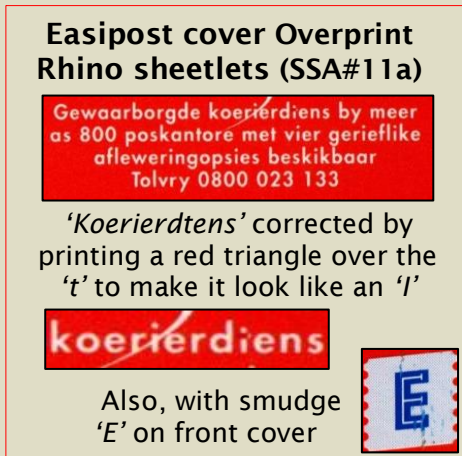 Easipost cover Overprint
Rhino sheetlets (SSA#11a)
Gewaarborgde koerierdiens by meer
as 800 poskantore met vier gerieflike
afleweringopsies beskikbaar
Tolvry 0800 023 133
'Koerierdtens' corrected by
printing a red triangle over the
't' to make it look like an 'I'
koerierdiens
Also, with smudge
'E' on front cover
E